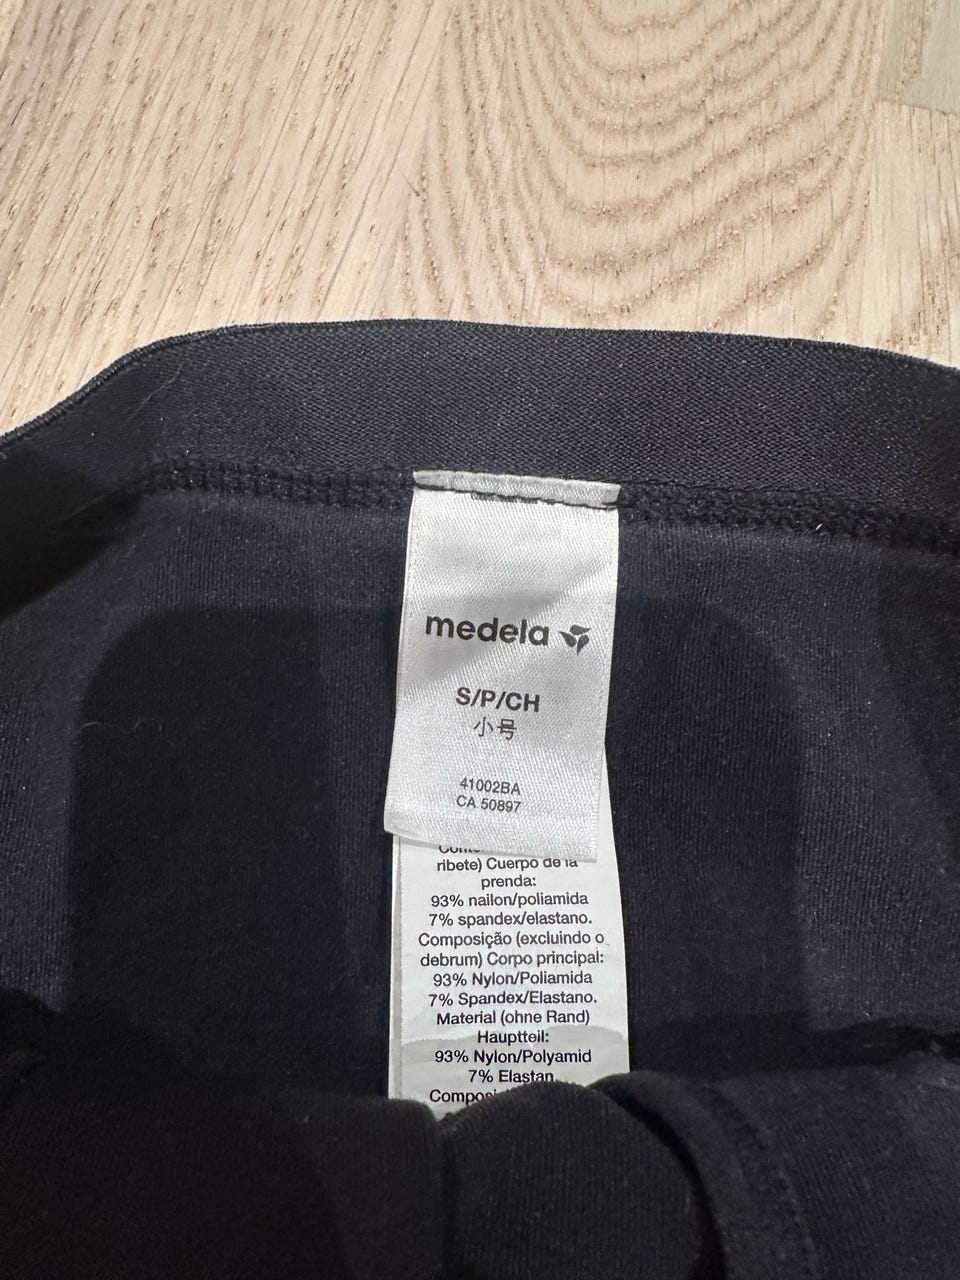 medela
S/P/CH
小号
41002BA
CA 50897
ribete) Cuerpo de la
prenda:
93% nailon/poliamida
7% spandex/elastano.
Composição (excluindo o
debrum) Corpo principal:
93% Nylon/Poliamida
7% Spandex/Elastano.
Material (ohne Rand)
Hauptteil:
93% Nylon/Polyamid
7% Elastan.